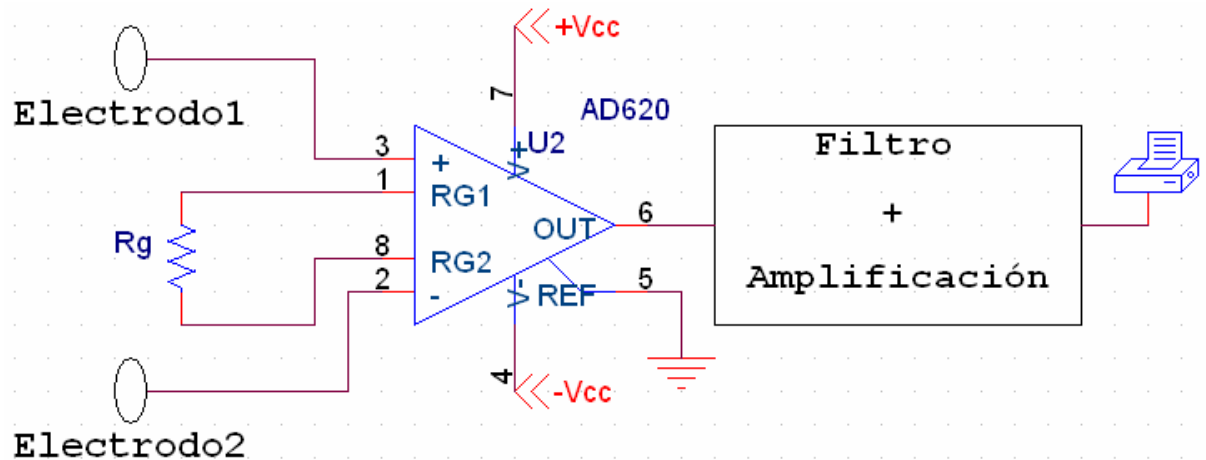 +Vcc
Electrodo1
7
AD620
U2
V+
3
+
1
RG1
Rg
8
RG2
2
-
OUT
6
REF
5
V-
4
-Vcc
Filtro
+
Amplificación
Electrodo2